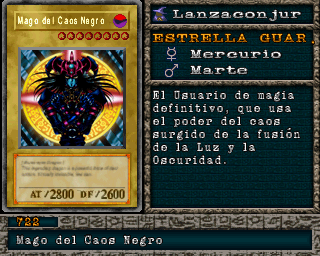 Mago del Caos Negro
AT/2800 DF/2600
Lanzaconjur
ESTRELLA GUAR.
Mercurio
Marte
El Usuario de magia
definitivo, que usa
el poder del caos
surgido de la fusión
de la Luz y la
Oscuridad.
722
Mago del Caos Negro